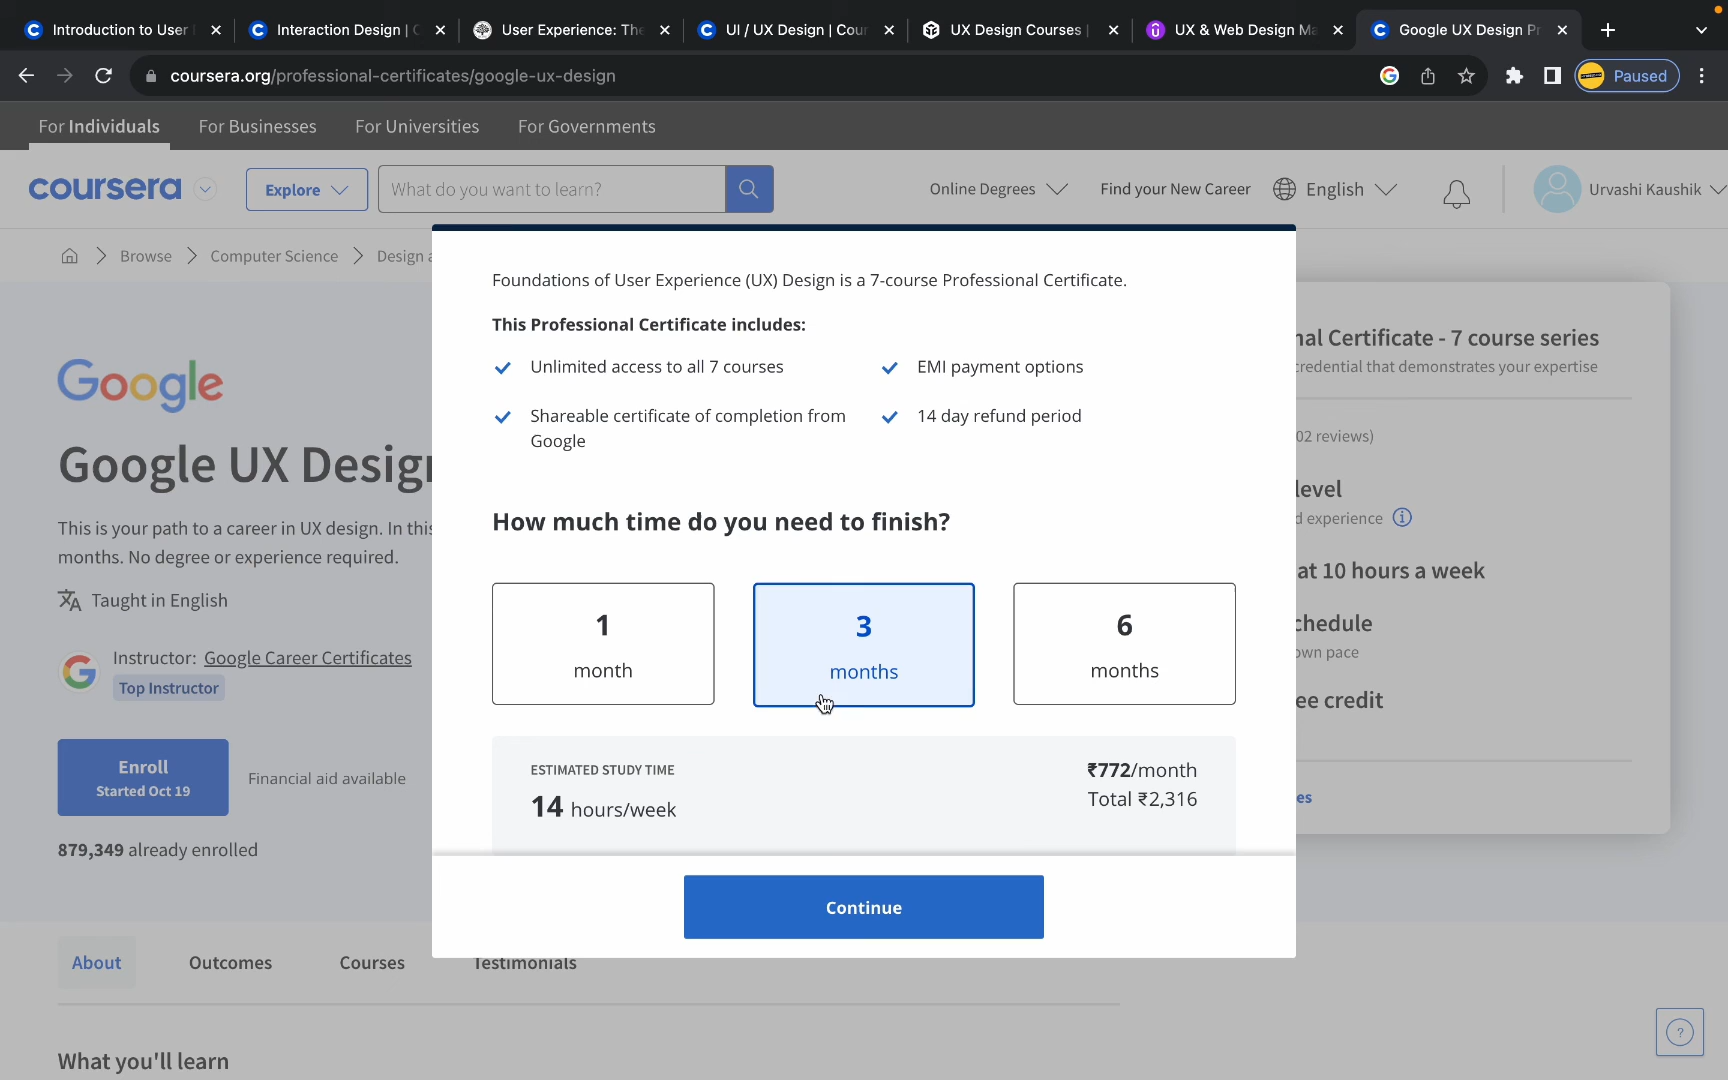 Introduction to User
Interaction Design | C
User Experience: The
UI / UX Design | Cour
UX Design Courses |
UX & Web Design Ma
Google UX Design Pr
coursera.org/professional-certificates/google-ux-design
Paused
For Individuals
For Businesses
For Universities
For Governments
coursera
Explore
What do you want to learn?
Online Degrees
Find your New Career
English
Urvashi Kaushik
Browse
Computer Science
Design a
Google
Google UX Design
This is your path to a career in UX design. In this
months. No degree or experience required.
Taught in English
Instructor: Google Career Certificates
Top Instructor
Enroll
Started Oct 19
Financial aid available
879,349 already enrolled
Foundations of User Experience (UX) Design is a 7-course Professional Certificate.
This Professional Certificate includes:
Unlimited access to all 7 courses
EMI payment options
Shareable certificate of completion from
Google
14 day refund period
How much time do you need to finish?
1
month
3
months
6
months
ESTIMATED STUDY TIME
14 hours/week
₹772/month
Total ₹2,316
Continue
nal Certificate - 7 course series
credential that demonstrates your expertise
02 reviews)
level
d experience
at 10 hours a week
chedule
own pace
ee credit
es
About
Outcomes
Courses
Testimonials
What you'll learn
?